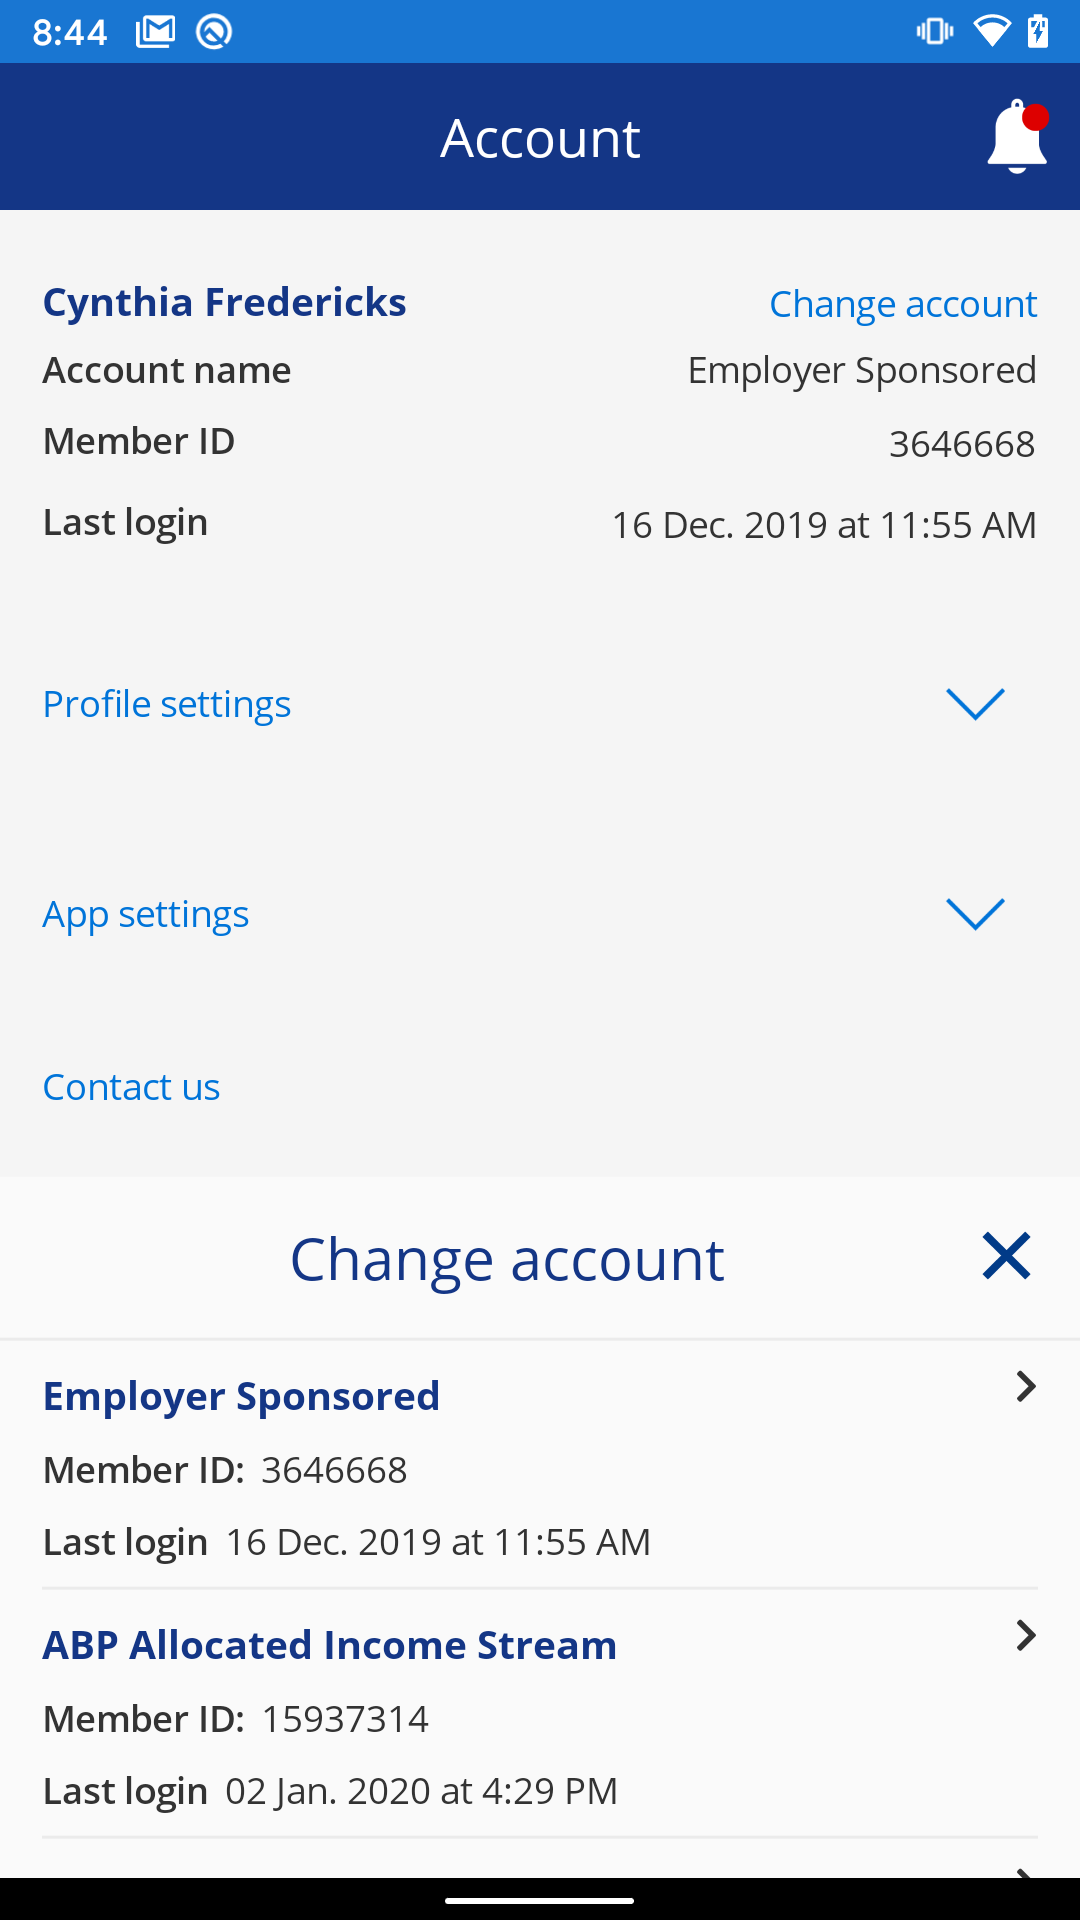 8:44
Account
Cynthia Fredericks Change account
Account name Employer Sponsored
Member ID 3646668
Last login 16 Dec. 2019 at 11:55 AM
Profile settings
App settings
Contact us
Change account
Employer Sponsored
Member ID: 3646668
Last login 16 Dec. 2019 at 11:55 AM
ABP Allocated Income Stream
Member ID: 15937314
Last login 02 Jan. 2020 at 4:29 PM